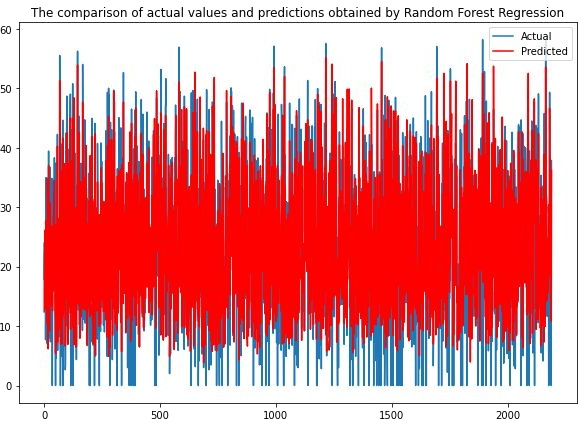 The comparison of actual values and predictions obtained by Random Forest Regression
Actual
Predicted
60
50
40
30
20
10
0
0 500 1000 1500 2000